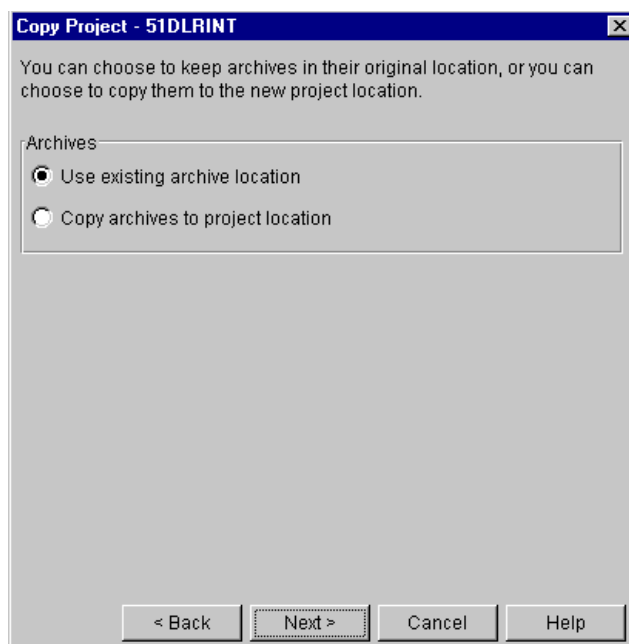 Copy Project - 51DLRINT
You can choose to keep archives in their original location, or you can
choose to copy them to the new project location.
Archives
Use existing archive location
Copy archives to project location
< Back Next > Cancel Help